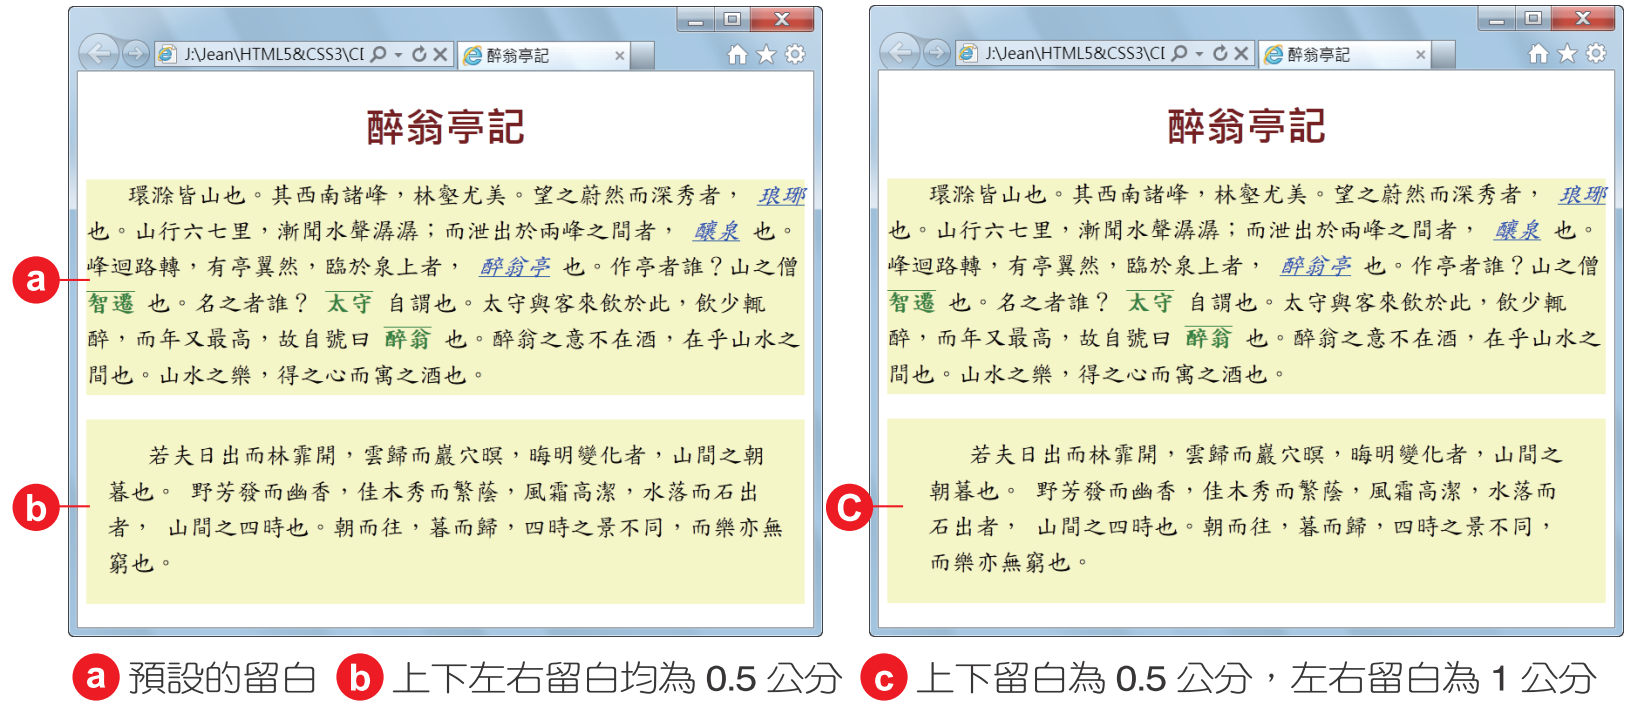 J:\Jean\HTML5&CSS3\CI
醉翁亭記
醉翁亭記
環滁皆山也。其西南諸峰，林壑尤美。望之蔚然而深秀者， 琅琊
也。山行六七里，漸聞水聲潺潺；而泄出於兩峰之間者， 釀泉 也。
峰迴路轉，有亭翼然，臨於泉上者， 醉翁亭 也。作亭者誰？山之僧
智遷 也。名之者誰？ 太守 自謂也。太守與客來飲於此，飲少輒
醉，而年又最高，故自號曰 醉翁 也。醉翁之意不在酒，在乎山水之
間也。山水之樂，得之心而寓之酒也。
若夫日出而林霏開，雲歸而巖穴暝，晦明變化者，山間之朝
暮也。 野芳發而幽香，佳木秀而繁蔭，風霜高潔，水落而石出
者， 山間之四時也。朝而往，暮而歸，四時之景不同，而樂亦無
窮也。
a
b
J:\Jean\HTML5&CSS3\CI
醉翁亭記
醉翁亭記
環滁皆山也。其西南諸峰，林壑尤美。望之蔚然而深秀者， 琅琊
也。山行六七里，漸聞水聲潺潺；而泄出於兩峰之間者， 釀泉 也。
峰迴路轉，有亭翼然，臨於泉上者， 醉翁亭 也。作亭者誰？山之僧
智遷 也。名之者誰？ 太守 自謂也。太守與客來飲於此，飲少輒
醉，而年又最高，故自號曰 醉翁 也。醉翁之意不在酒，在乎山水之
間也。山水之樂，得之心而寓之酒也。
若夫日出而林霏開，雲歸而巖穴暝，晦明變化者，山間之
朝暮也。 野芳發而幽香，佳木秀而繁蔭，風霜高潔，水落而
石出者， 山間之四時也。朝而往，暮而歸，四時之景不同，
而樂亦無窮也。
C
a 預設的留白 b 上下左右留白均為 0.5 公分 c 上下留白為 0.5 公分，左右留白為 1 公分